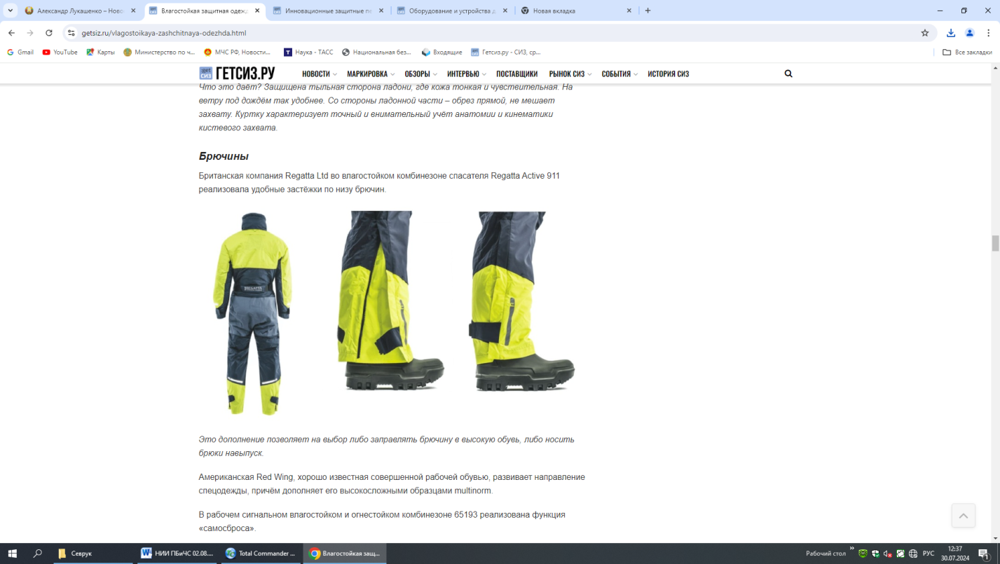 Александр Лукашенко – Ново
Влагостойкая защитная одежд
Инновационные защитные пе
Оборудование и устройства д
Новая вкладка
getsiz.ru/vlagostoikaya-zashchitnaya-odezhda.html
Gmail
YouTube
Карты
Министерство по ч...
МЧС РФ, Новости...
Наука - ТАСС
Национальная без...
Входящие
Гетсиз.ру - СИЗ, ср...
Все закладки
get СИЗ ГЕТСИЗ.РУ
НОВОСТИ МАРКИРОВКА ОБЗОРЫ ИНТЕРВЬЮ ПОСТАВЩИКИ РЫНОК СИЗ СОБЫТИЯ ИСТОРИЯ СИЗ
Что это даёт? Защищена тыльная сторона ладони, где кожа тонкая и чувствительная. На
ветру под дождём так удобнее. Со стороны ладонной части – обрез прямой, не мешает
захвату. Куртку характеризует точный и внимательный учёт анатомии и кинематики
кистевого захвата.
Брючины
Британская компания Regatta Ltd во влагостойком комбинезоне спасателя Regatta Active 911
реализовала удобные застёжки по низу брючин.
REGATTA
Это дополнение позволяет на выбор либо заправлять брючину в высокую обувь, либо носить
брюки навыпуск.
Американская Red Wing, хорошо известная совершенной рабочей обувью, развивает направление
спецодежды, причём дополняет его высокосложными образцами multinorm.
В рабочем сигнальном влагостойком и огнестойком комбинезоне 65193 реализована функция
«самосброса».
Севрук
НИИ ПБиЧС 02.08....
Total Commander ...
Влагостойкая защ...
Рабочий стол
РУС
12:37
30.07.2024
1